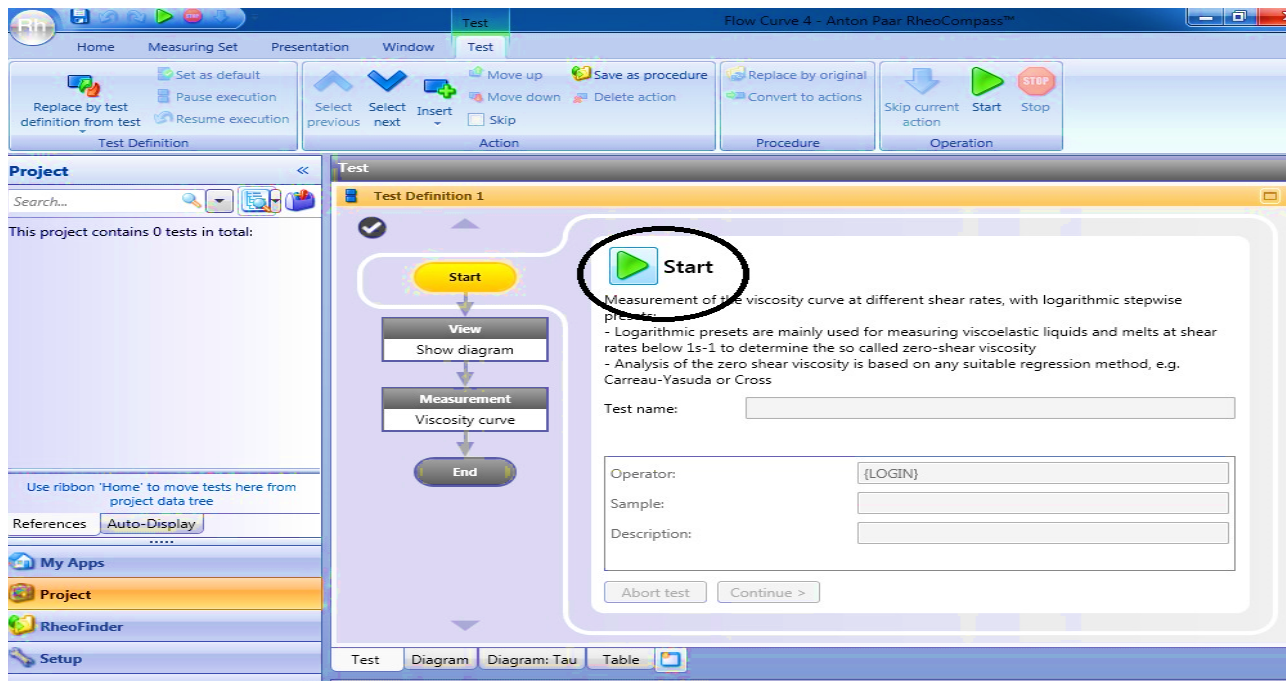 Rh
Test
Flow Curve 4 - Anton Paar RheoCompass™
Home
Measuring Set
Presentation
Window
Test
Replace by test
definition from test
Set as default
Pause execution
Resume execution
Test Definition
Select
previous
Select
next
Insert
Move up
Move down
Skip
Save as procedure
Delete action
Action
Replace by original
Convert to actions
Procedure
Skip current
action
Start
STOP
Stop
Operation
Project
«
Search...
This project contains 0 tests in total:
Use ribbon 'Home' to move tests here from
project data tree
References
Auto-Display
My Apps
Project
RheoFinder
Setup
Test
Test Definition 1
Start
View
Show diagram
Measurement
Viscosity curve
End
Start
Measurement of the viscosity curve at different shear rates, with logarithmic stepwise
presets:
- Logarithmic presets are mainly used for measuring viscoelastic liquids and melts at shear
rates below 1s-1 to determine the so called zero-shear viscosity
- Analysis of the zero shear viscosity is based on any suitable regression method, e.g.
Carreau-Yasuda or Cross
Test name:
Operator:
{LOGIN}
Sample:
Description:
Abort test
Continue >
Test
Diagram
Diagram: Tau
Table